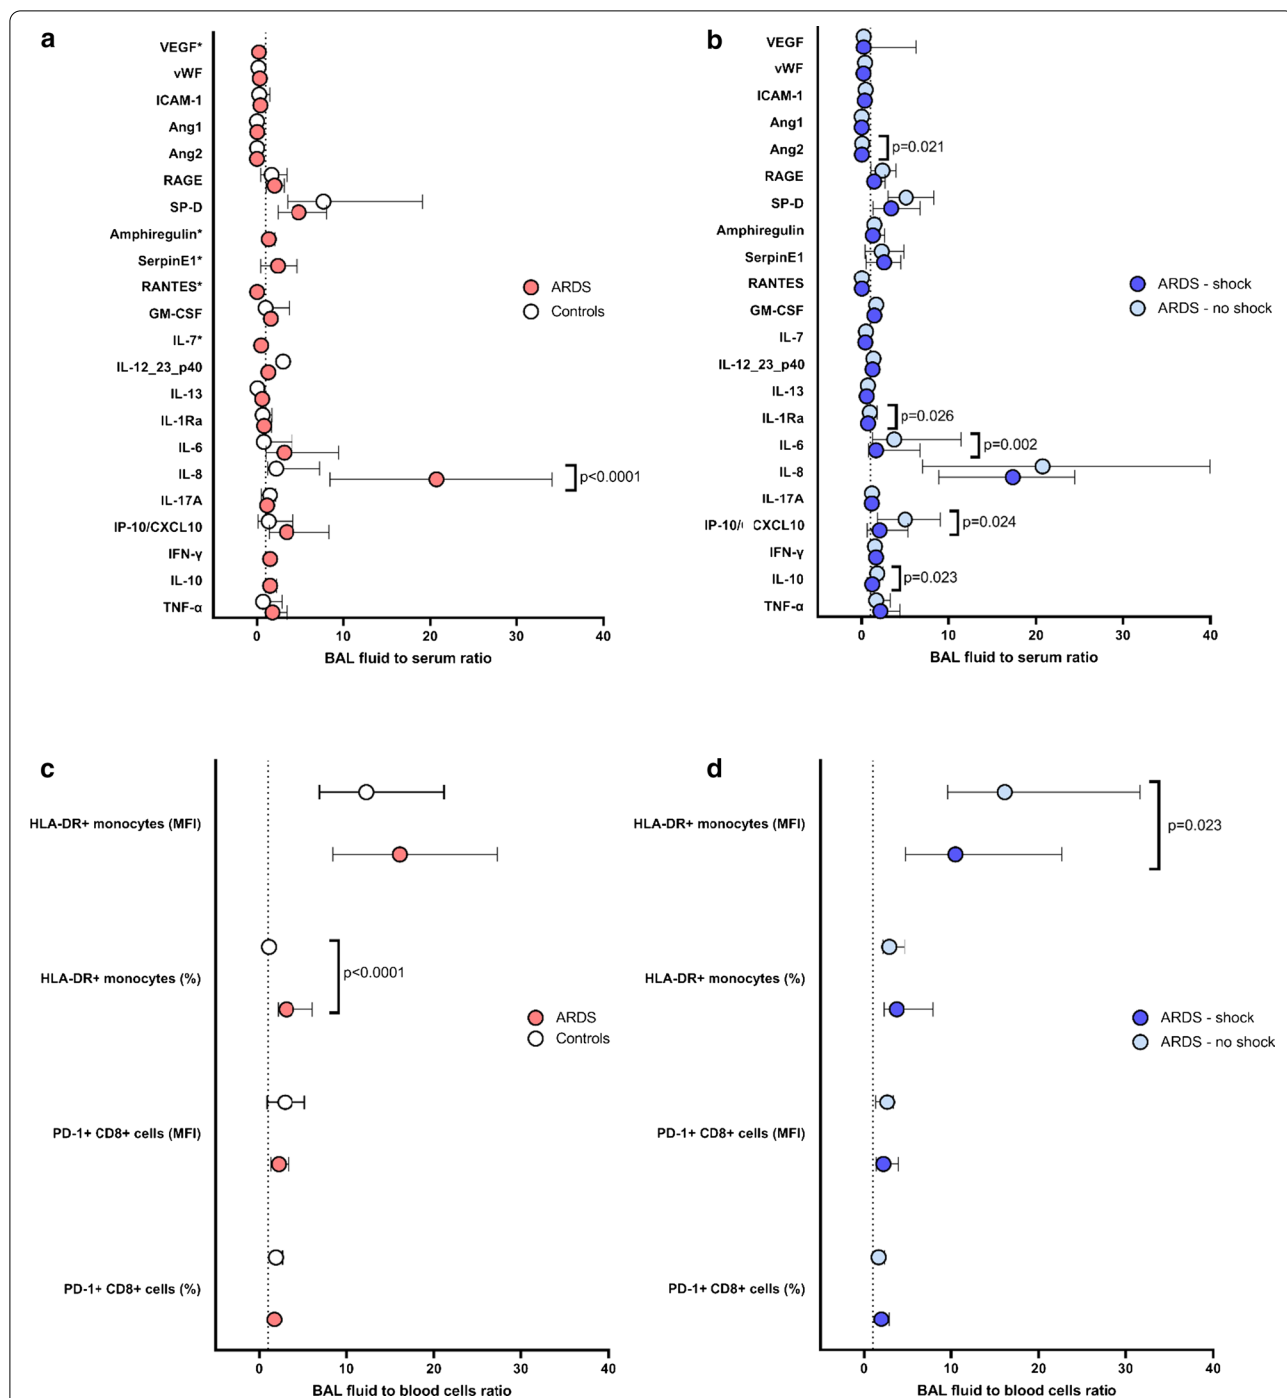 a
VEGF*
vWF
ICAM-1
Ang1
Ang2
RAGE
SP-D
Amphiregulin*
SerpinE1*
RANTES*
GM-CSF
IL-7*
IL-12_23_p40
IL-13
IL-1Ra
IL-6
IL-8
IL-17A
IP-10/CXCL10
IFN-γ
IL-10
TNF-α
p<0.0001
ARDS
Controls
0 10 20 30 40
BAL fluid to serum ratio
b
VEGF
vWF
ICAM-1
Ang1
Ang2
RAGE
SP-D
Amphiregulin
SerpinE1
RANTES
GM-CSF
IL-7
IL-12_23_p40
IL-13
IL-1Ra
IL-6
IL-8
IL-17A
IP-10/CXCL10
IFN-γ
IL-10
TNF-α
p=0.021
p=0.026
p=0.002
p=0.024
p=0.023
ARDS - shock
ARDS - no shock
0 10 20 30 40
BAL fluid to serum ratio
c
HLA-DR+ monocytes (MFI)
HLA-DR+ monocytes (%)
PD-1+ CD8+ cells (MFI)
PD-1+ CD8+ cells (%)
p<0.0001
ARDS
Controls
0 10 20 30 40
BAL fluid to blood cells ratio
d
HLA-DR+ monocytes (MFI)
HLA-DR+ monocytes (%)
PD-1+ CD8+ cells (MFI)
PD-1+ CD8+ cells (%)
p=0.023
ARDS - shock
ARDS - no shock
0 10 20 30 40
BAL fluid to blood cells ratio